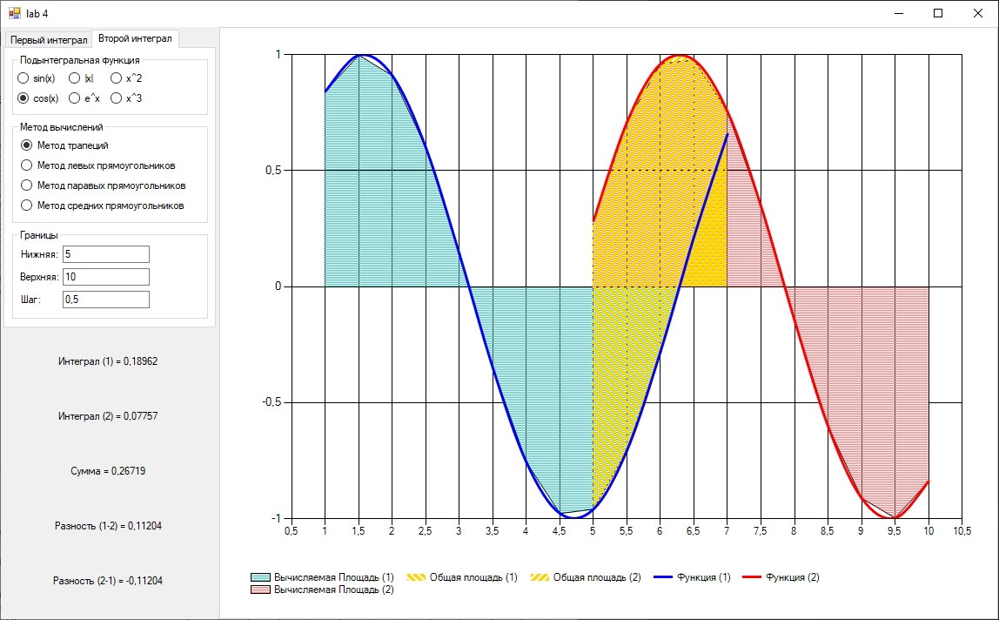 lab 4
Первый интеграл Второй интеграл
Подынтегральная функция
sin(x) |x| x^2
cos(x) e^x x^3
Метод вычислений
Метод трапеций
Метод левых прямоугольников
Метод паравых прямоугольников
Метод средних прямоугольников
Границы
Нижняя: 5
Верхняя: 10
Шаг: 0,5
Интеграл (1) = 0,18962
Интеграл (2) = 0,07757
Сумма = 0,26719
Разность (1-2) = 0,11204
Разность (2-1) = -0,11204
1
0,5
0
-0,5
-1
0,5 1 1,5 2 2,5 3 3,5 4 4,5 5 5,5 6 6,5 7 7,5 8 8,5 9 9,5 10 10,5
Вычисляемая Площадь (1) Общая площадь (1) Общая площадь (2) Функция (1) Функция (2)
Вычисляемая Площадь (2)